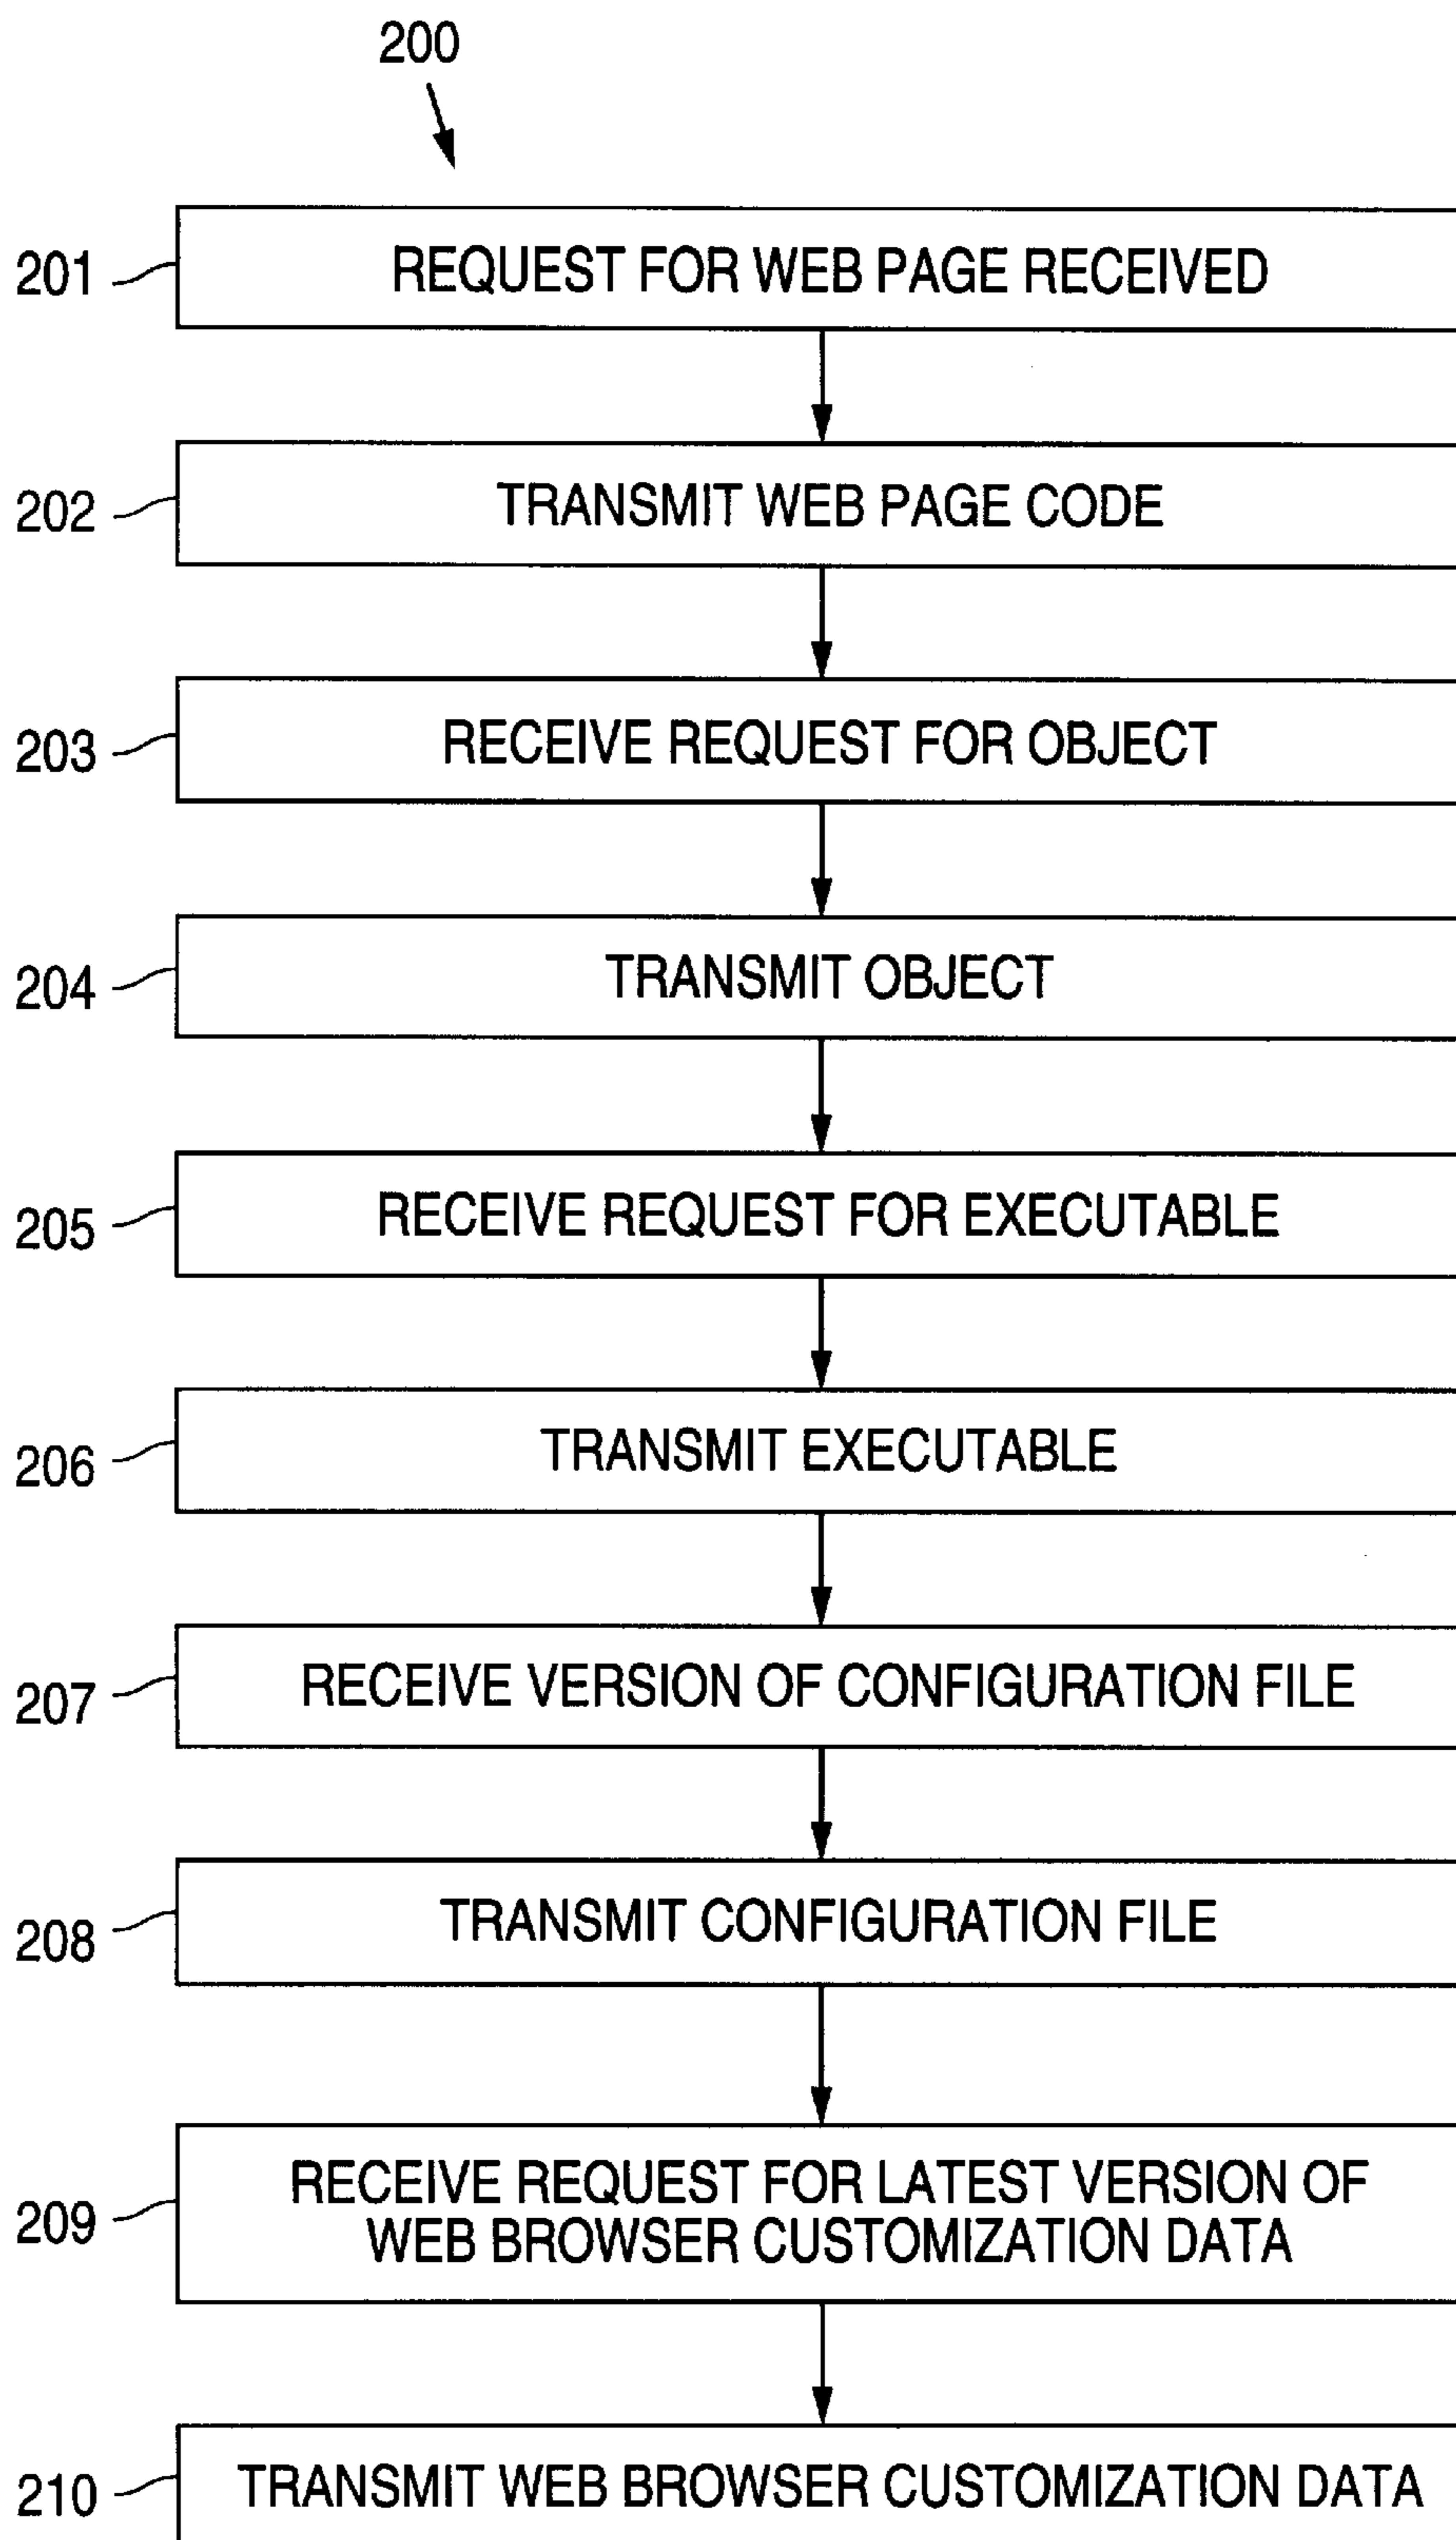 200
201 REQUEST FOR WEB PAGE RECEIVED
202 TRANSMIT WEB PAGE CODE
203 RECEIVE REQUEST FOR OBJECT
204 TRANSMIT OBJECT
205 RECEIVE REQUEST FOR EXECUTABLE
206 TRANSMIT EXECUTABLE
207 RECEIVE VERSION OF CONFIGURATION FILE
208 TRANSMIT CONFIGURATION FILE
209 RECEIVE REQUEST FOR LATEST VERSION OF
WEB BROWSER CUSTOMIZATION DATA
210 TRANSMIT WEB BROWSER CUSTOMIZATION DATA